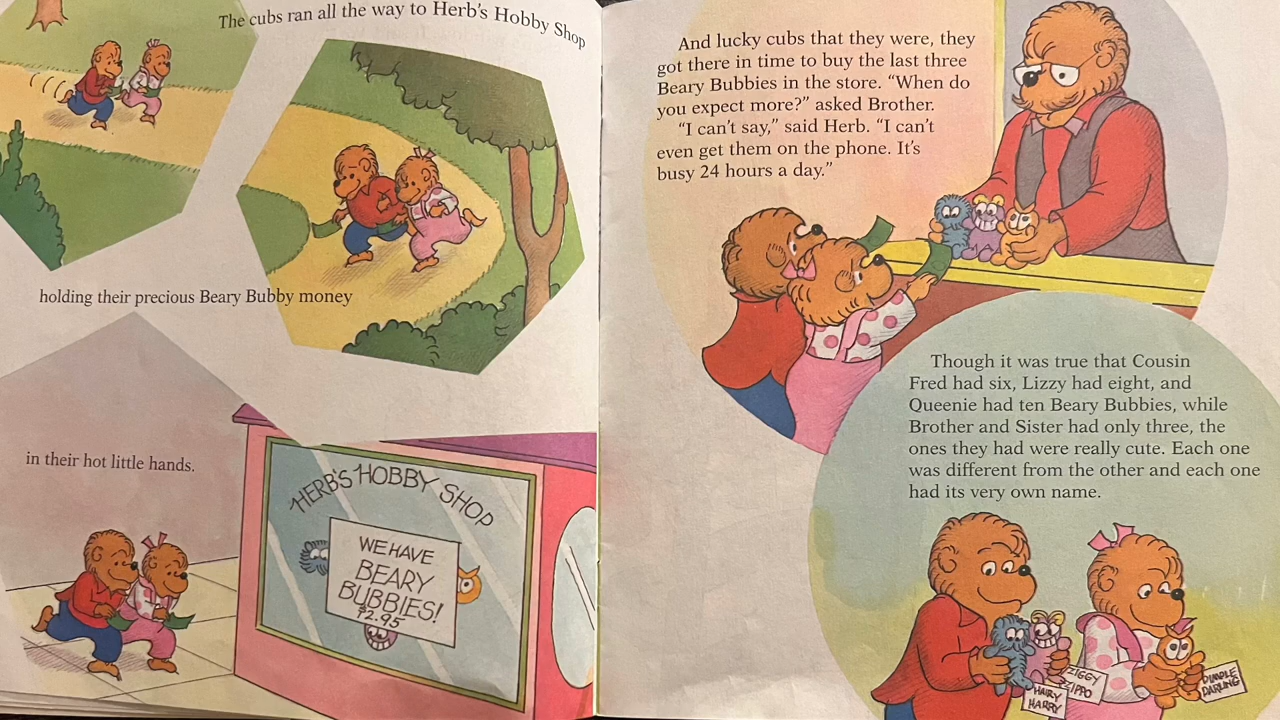 The cubs ran all the way to Herb's Hobby Shop
holding their precious Beary Bubby money
in their hot little hands.
HERB'S HOBBY SHOP
WE HAVE
BEARY
BUBBIES!
$2.95
And lucky cubs that they were, they
got there in time to buy the last three
Beary Bubbies in the store. "When do
you expect more?" asked Brother.
"I can't say," said Herb. "I can't
even get them on the phone. It's
busy 24 hours a day."
Though it was true that Cousin
Fred had six, Lizzy had eight, and
Queenie had ten Beary Bubbies, while
Brother and Sister had only three, the
ones they had were really cute. Each one
was different from the other and each one
had its very own name.
HAIRY
HARRY
ZIGGY
ZIPPO
DIMPLE
DARLING